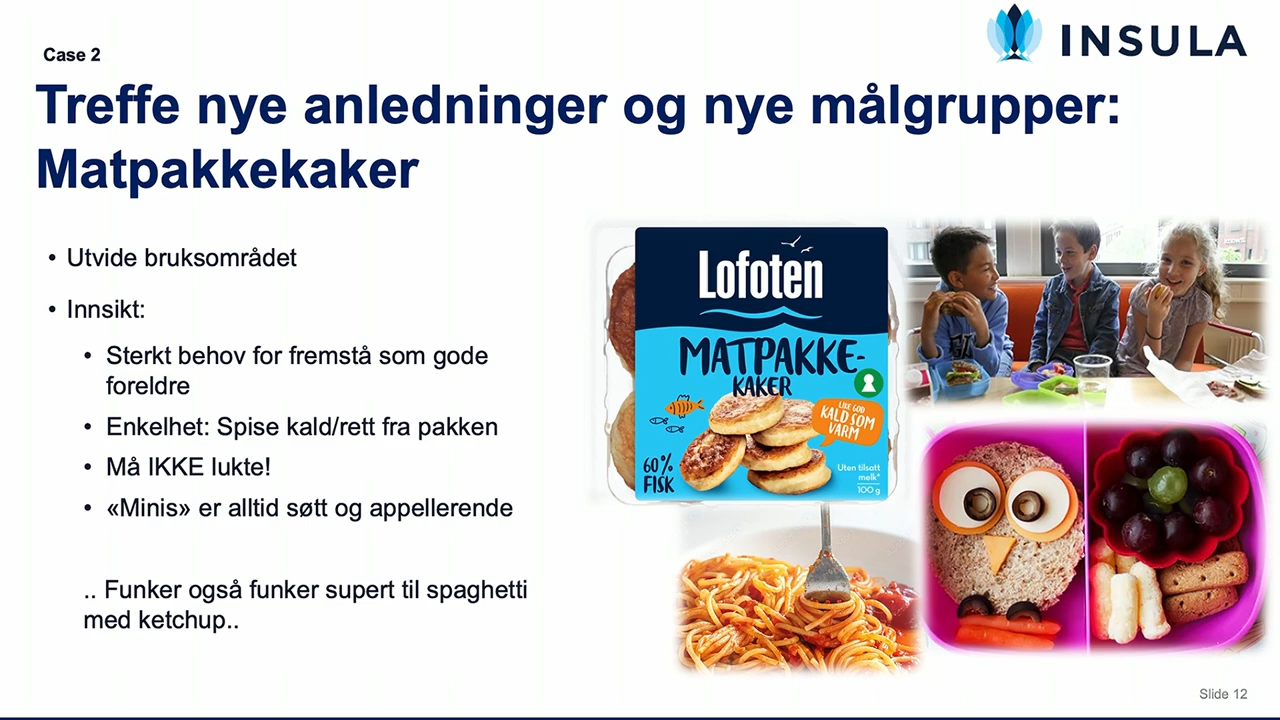 INSULA
Case 2
Treffe nye anledninger og nye målgrupper:
Matpakkekaker
• Utvide bruksområdet
• Innsikt:
• Sterkt behov for fremstå som gode
foreldre
• Enkelhet: Spise kald/rett fra pakken
• Må IKKE lukte!
• «Minis» er alltid søtt og appellerende
.. Funker også funker supert til spaghetti
med ketchup..
Lofoten
MATPAKKE-
KAKER
LIKE GOD
KALD SOM
VARM
60%
FISK
Uten tilsatt
melk*
100 g
Slide 12